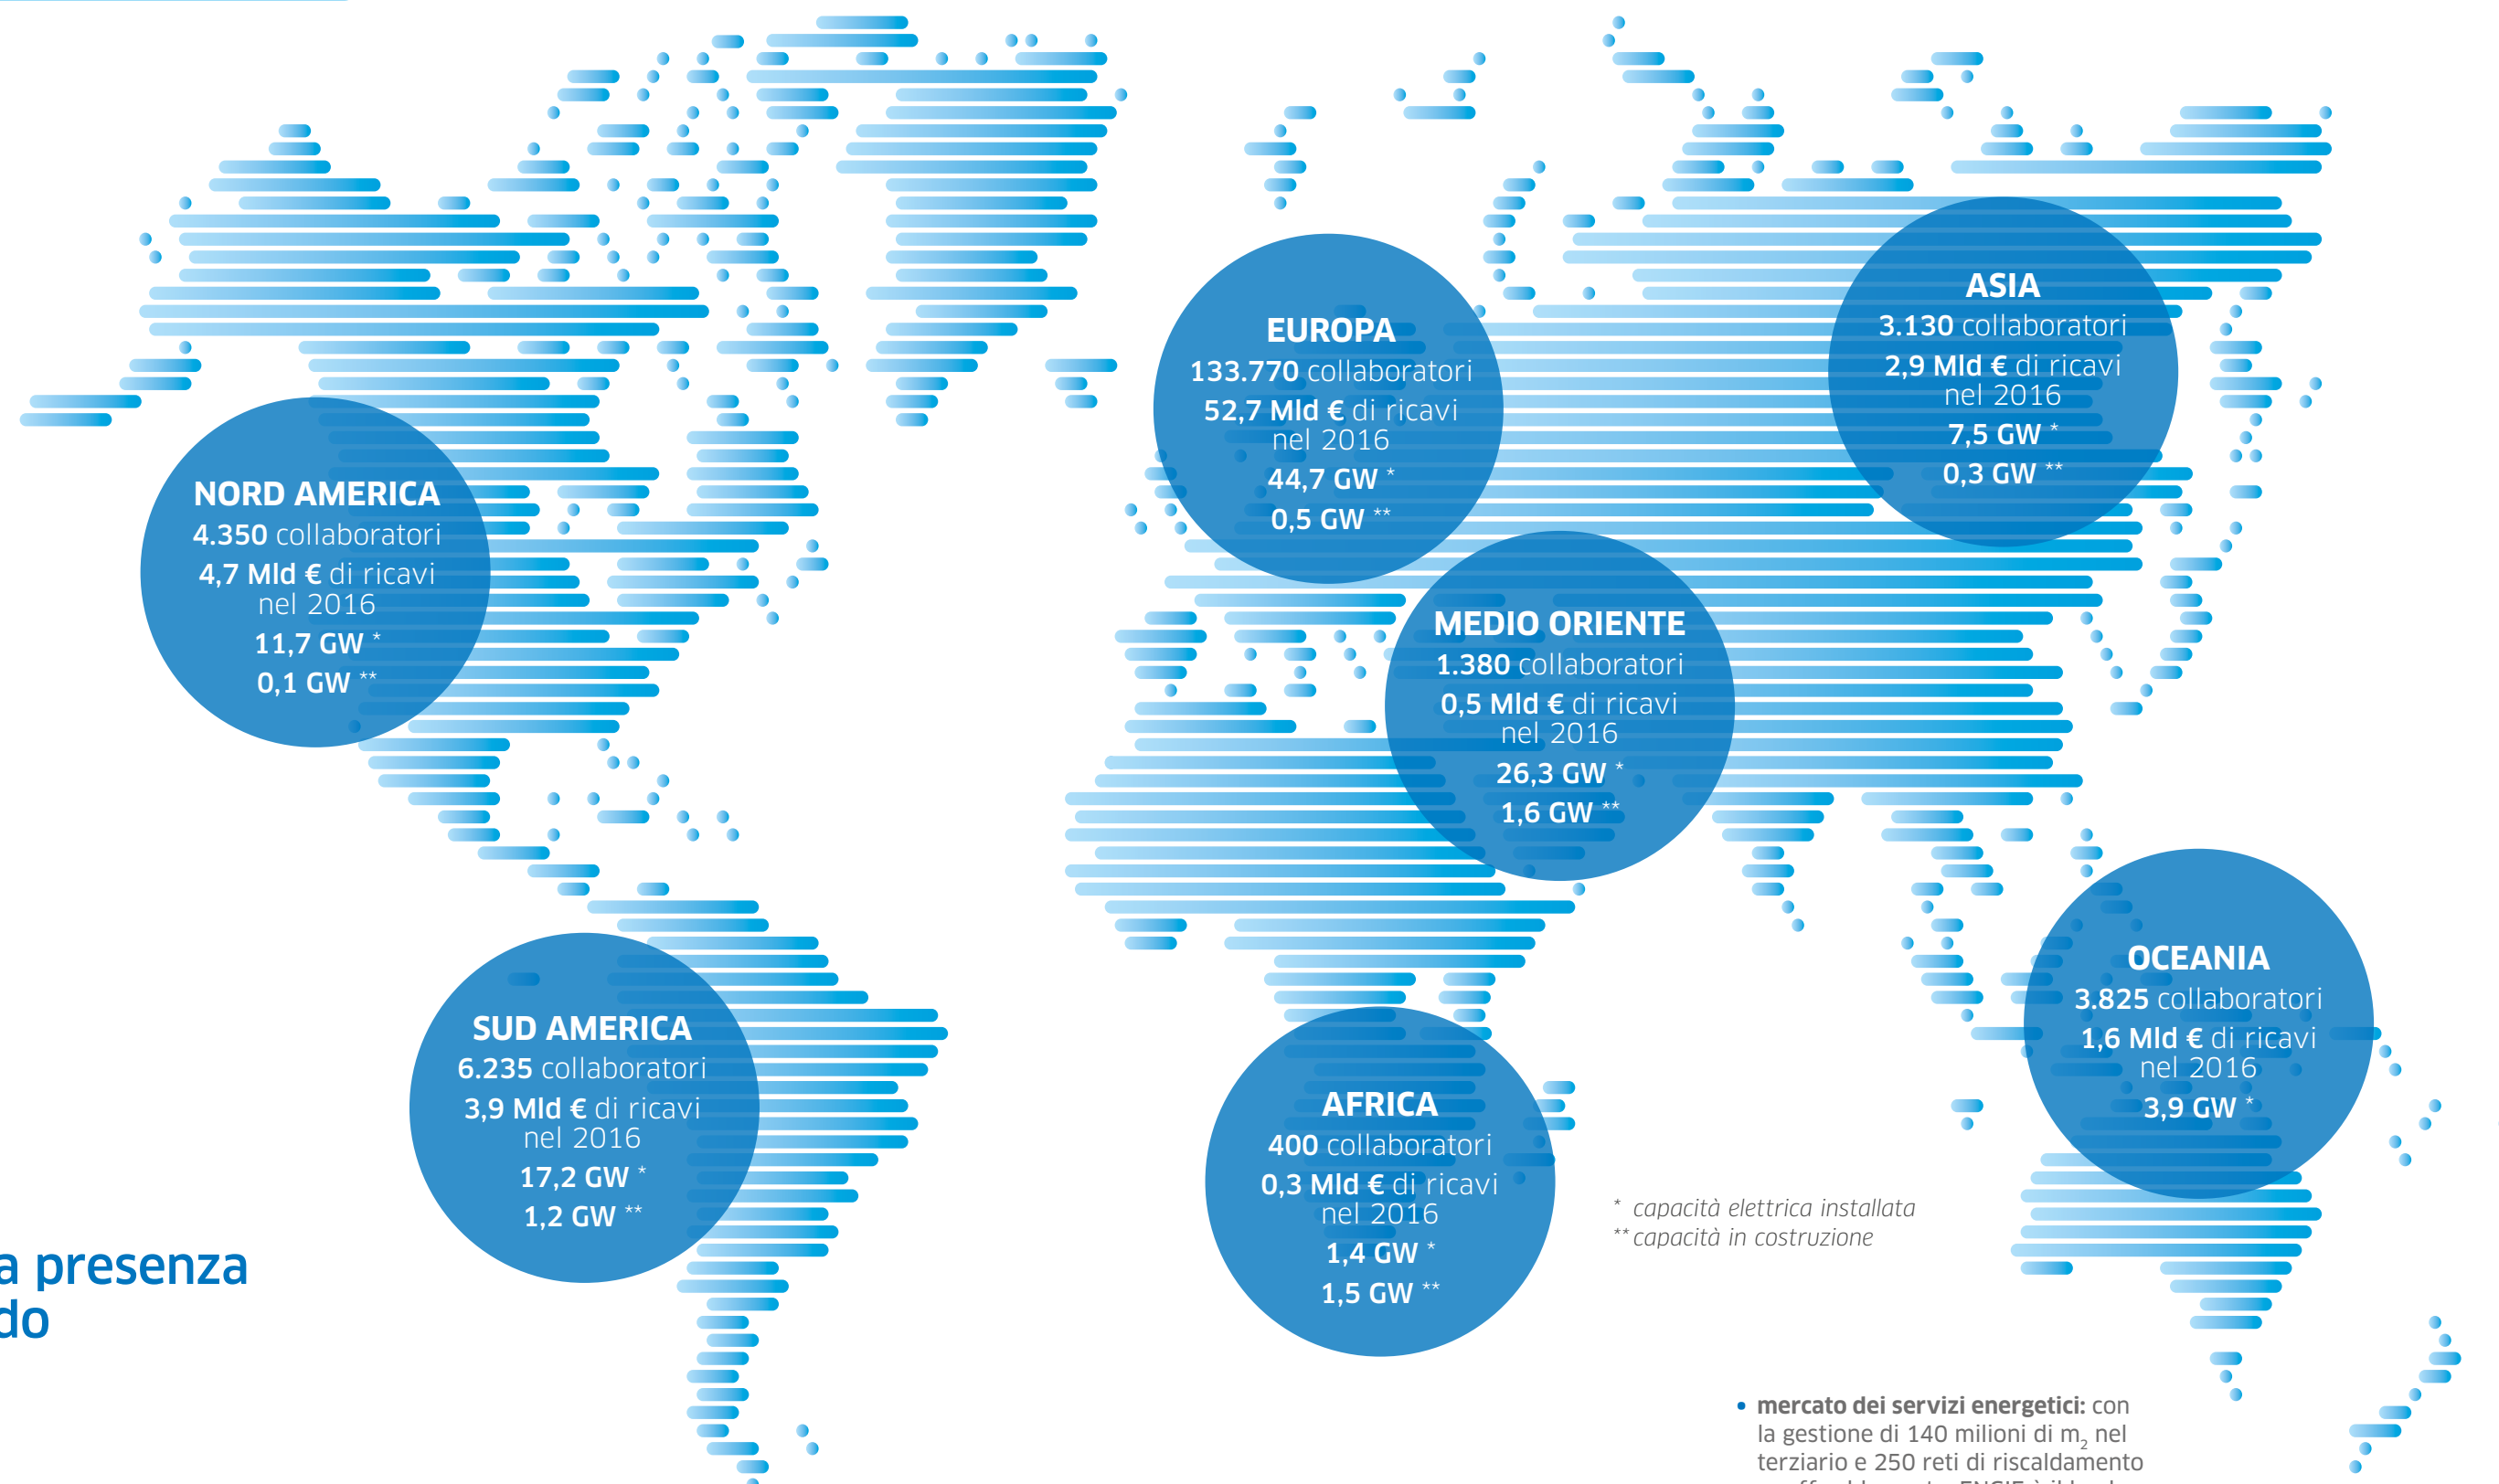 EUROPA
133.770 collaboratori
52,7 Mld € di ricavi
nel 2016
44,7 GW *
0,5 GW **
ASIA
3.130 collaboratori
2,9 Mld € di ricavi
nel 2016
7,5 GW *
0,3 GW **
NORD AMERICA
4.350 collaboratori
4,7 Mld € di ricavi
nel 2016
11,7 GW *
0,1 GW **
MEDIO ORIENTE
1.380 collaboratori
0,5 Mld € di ricavi
nel 2016
26,3 GW *
1,6 GW **
OCEANIA
3.825 collaboratori
1,6 Mld € di ricavi
nel 2016
3,9 GW *
SUD AMERICA
6.235 collaboratori
3,9 Mld € di ricavi
nel 2016
17,2 GW *
1,2 GW **
AFRICA
400 collaboratori
0,3 Mld € di ricavi
nel 2016
1,4 GW *
1,5 GW **
* capacità elettrica installata
** capacità in costruzione
a presenza
do
• mercato dei servizi energetici: con
la gestione di 140 milioni di m2 nel
terziario e 250 reti di riscaldamento